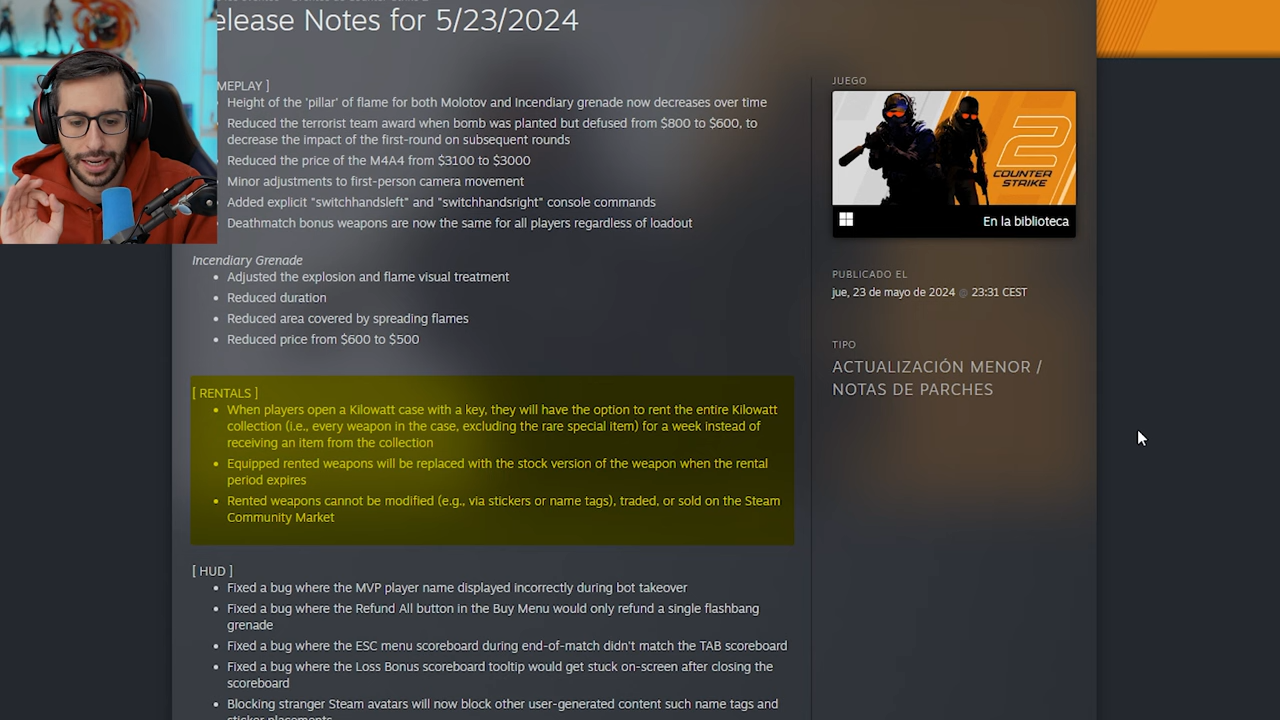 elease Notes for 5/23/2024
MEPLAY ]
Height of the 'pillar' of flame for both Molotov and Incendiary grenade now decreases over time
Reduced the terrorist team award when bomb was planted but defused from $800 to $600, to
decrease the impact of the first-round on subsequent rounds
Reduced the price of the M4A4 from $3100 to $3000
Minor adjustments to first-person camera movement
Added explicit "switchhandsleft" and "switchhandsright" console commands
Deathmatch bonus weapons are now the same for all players regardless of loadout
Incendiary Grenade
• Adjusted the explosion and flame visual treatment
• Reduced duration
• Reduced area covered by spreading flames
• Reduced price from $600 to $500
[ RENTALS ]
• When players open a Kilowatt case with a key, they will have the option to rent the entire Kilowatt
collection (i.e., every weapon in the case, excluding the rare special item) for a week instead of
receiving an item from the collection
• Equipped rented weapons will be replaced with the stock version of the weapon when the rental
period expires
• Rented weapons cannot be modified (e.g., via stickers or name tags), traded, or sold on the Steam
Community Market
[ HUD ]
• Fixed a bug where the MVP player name displayed incorrectly during bot takeover
• Fixed a bug where the Refund All button in the Buy Menu would only refund a single flashbang
grenade
• Fixed a bug where the ESC menu scoreboard during end-of-match didn't match the TAB scoreboard
• Fixed a bug where the Loss Bonus scoreboard tooltip would get stuck on-screen after closing the
scoreboard
• Blocking stranger Steam avatars will now block other user-generated content such name tags and
sticker placements
JUEGO
2
COUNTER
STRIKE
En la biblioteca
PUBLICADO EL
jue, 23 de mayo de 2024 @ 23:31 CEST
TIPO
ACTUALIZACIÓN MENOR /
NOTAS DE PARCHES